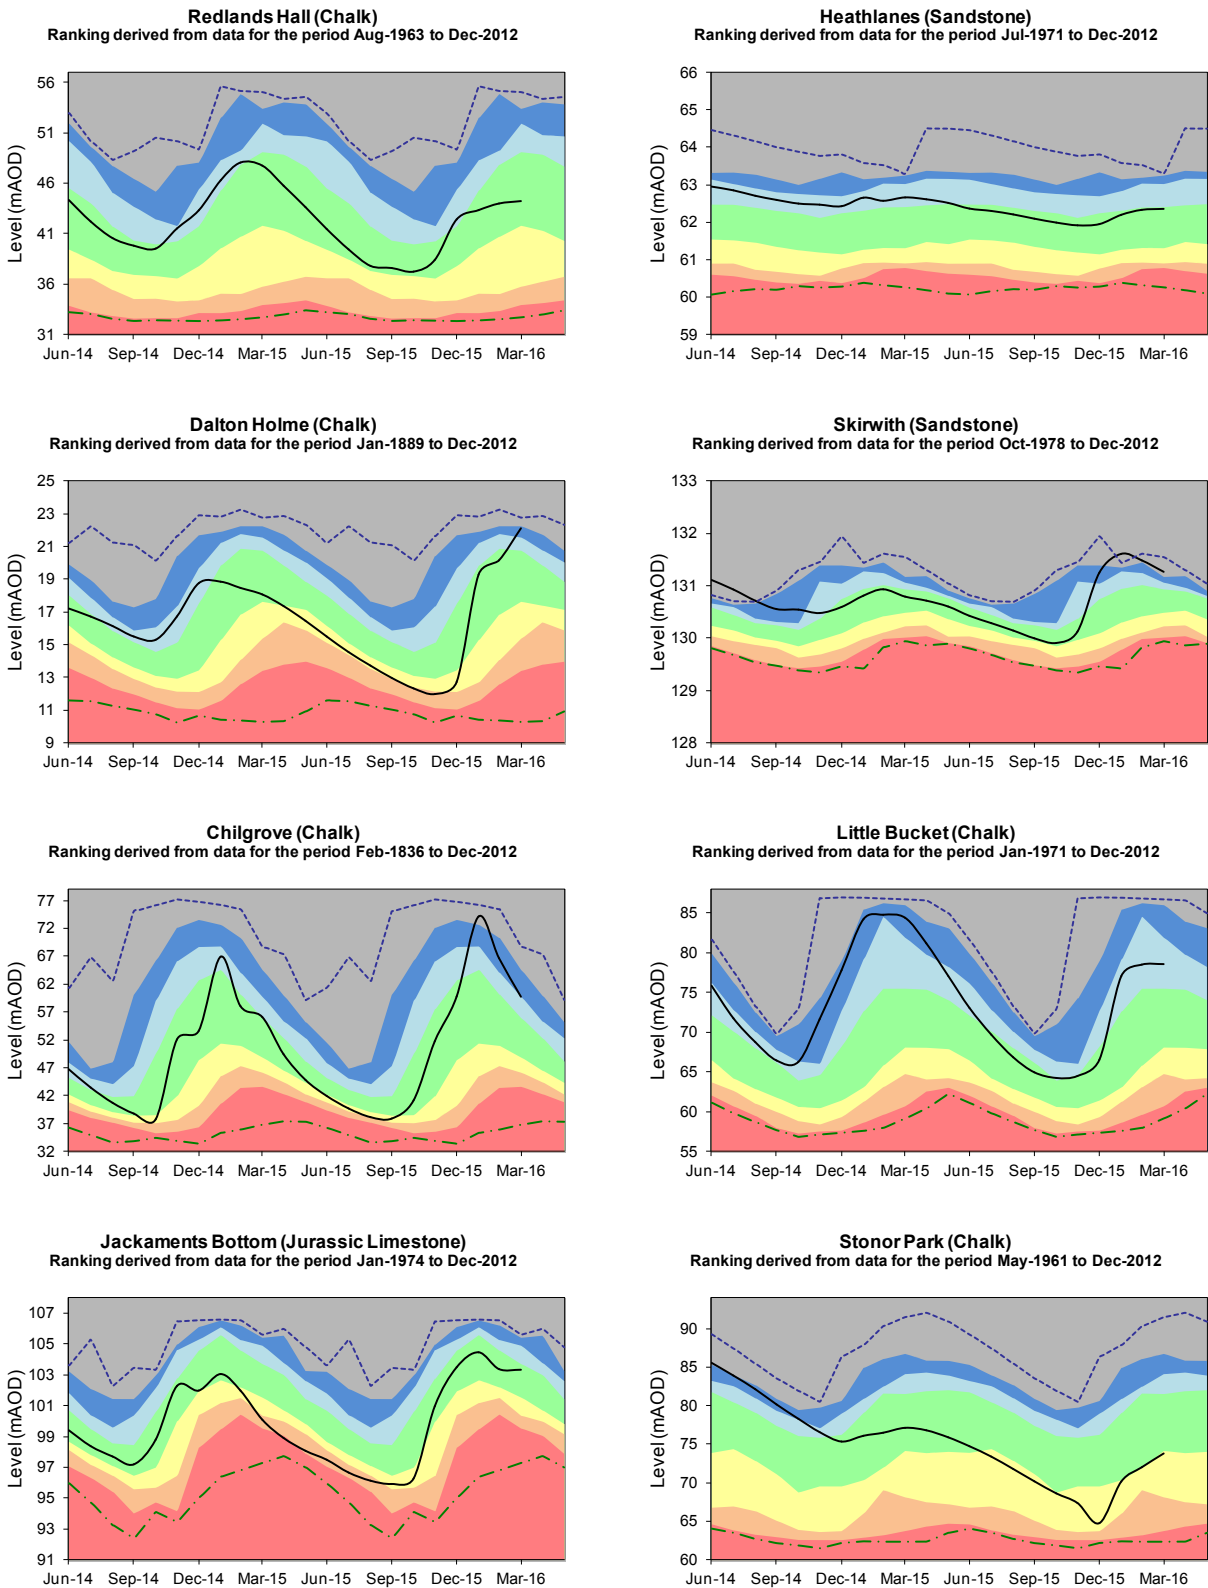 Redlands Hall (Chalk)
Ranking derived from data for the period Aug-1963 to Dec-2012
Level (mAOD)
56
51
46
41
36
31
Jun-14 Sep-14 Dec-14 Mar-15 Jun-15 Sep-15 Dec-15 Mar-16
Heathlanes (Sandstone)
Ranking derived from data for the period Jul-1971 to Dec-2012
Level (mAOD)
66
65
64
63
62
61
60
59
Jun-14 Sep-14 Dec-14 Mar-15 Jun-15 Sep-15 Dec-15 Mar-16
Dalton Holme (Chalk)
Ranking derived from data for the period Jan-1889 to Dec-2012
Level (mAOD)
25
23
21
19
17
15
13
11
9
Jun-14 Sep-14 Dec-14 Mar-15 Jun-15 Sep-15 Dec-15 Mar-16
Skirwith (Sandstone)
Ranking derived from data for the period Oct-1978 to Dec-2012
Level (mAOD)
133
132
131
130
129
128
Jun-14 Sep-14 Dec-14 Mar-15 Jun-15 Sep-15 Dec-15 Mar-16
Chilgrove (Chalk)
Ranking derived from data for the period Feb-1836 to Dec-2012
Level (mAOD)
77
72
67
62
57
52
47
42
37
32
Jun-14 Sep-14 Dec-14 Mar-15 Jun-15 Sep-15 Dec-15 Mar-16
Little Bucket (Chalk)
Ranking derived from data for the period Jan-1971 to Dec-2012
Level (mAOD)
85
80
75
70
65
60
55
Jun-14 Sep-14 Dec-14 Mar-15 Jun-15 Sep-15 Dec-15 Mar-16
Jackaments Bottom (Jurassic Limestone)
Ranking derived from data for the period Jan-1974 to Dec-2012
Level (mAOD)
107
105
103
101
99
97
95
93
91
Jun-14 Sep-14 Dec-14 Mar-15 Jun-15 Sep-15 Dec-15 Mar-16
Stonor Park (Chalk)
Ranking derived from data for the period May-1961 to Dec-2012
Level (mAOD)
90
85
80
75
70
65
60
Jun-14 Sep-14 Dec-14 Mar-15 Jun-15 Sep-15 Dec-15 Mar-16